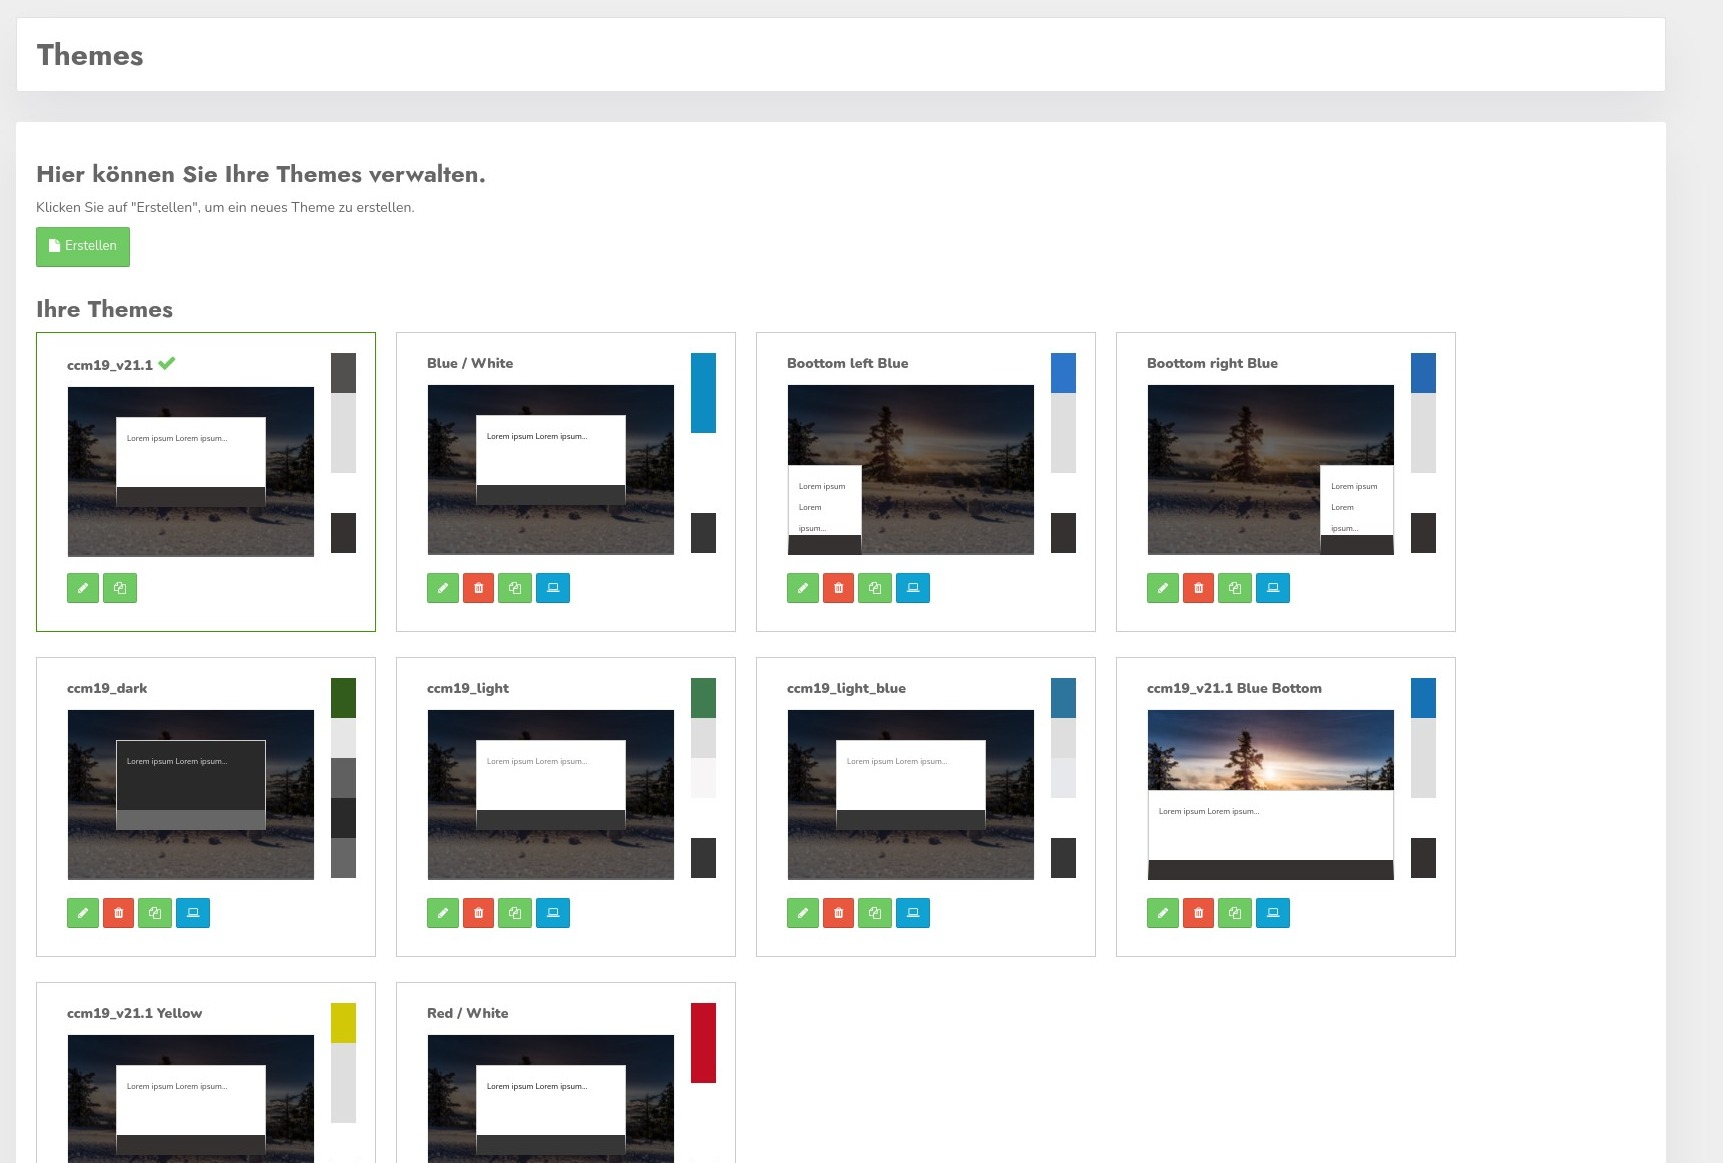 Themes
Hier können Sie Ihre Themes verwalten.
Klicken Sie auf "Erstellen", um ein neues Theme zu erstellen.
Erstellen
Ihre Themes
ccm19_v21.1
Lorem ipsum Lorem ipsum...
Blue / White
Lorem ipsum Lorem ipsum...
Boottom left Blue
Lorem ipsum
Lorem
ipsum...
Boottom right Blue
Lorem ipsum
Lorem
ipsum...
ccm19_dark
Lorem ipsum Lorem ipsum...
ccm19_light
Lorem ipsum Lorem ipsum...
ccm19_light_blue
Lorem ipsum Lorem ipsum...
ccm19_v21.1 Blue Bottom
Lorem ipsum Lorem ipsum...
ccm19_v21.1 Yellow
Lorem ipsum Lorem ipsum...
Red / White
Lorem ipsum Lorem ipsum...